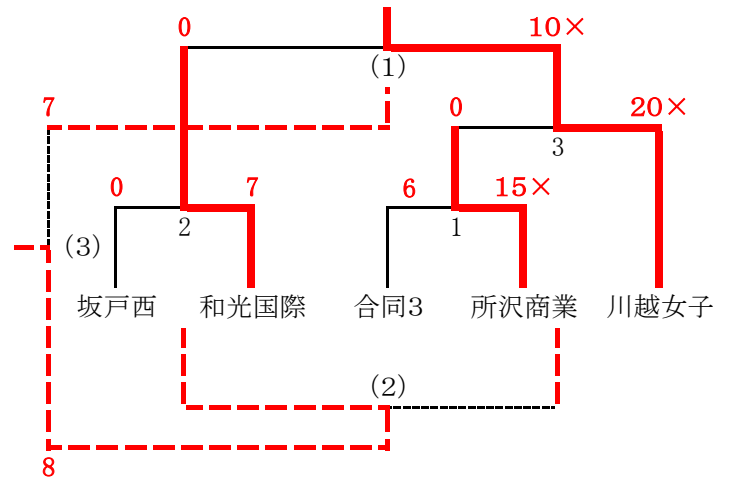 0 10×
(1)
7 0 20×
3
0 7 6 15×
2 1
(3)
坂戸西 和光国際 合同3 所沢商業 川越女子
(2)
8